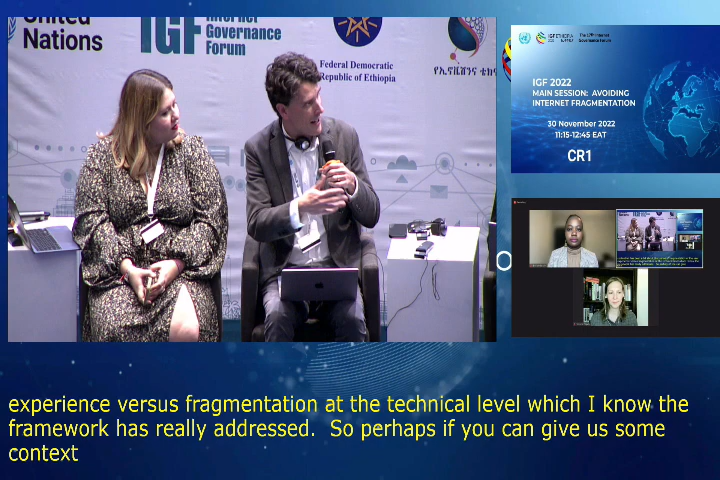 United
Nations
IGF Internet
Governance
Forum
Federal Democratic
Republic of Ethiopia
IGF 2022
MAIN SESSION: AVOIDING
INTERNET FRAGMENTATION
30 November 2022
11:15-12:45 EAT
CR1
experience versus fragmentation at the technical level which I know the
framework has really addressed. So perhaps if you can give us some
context